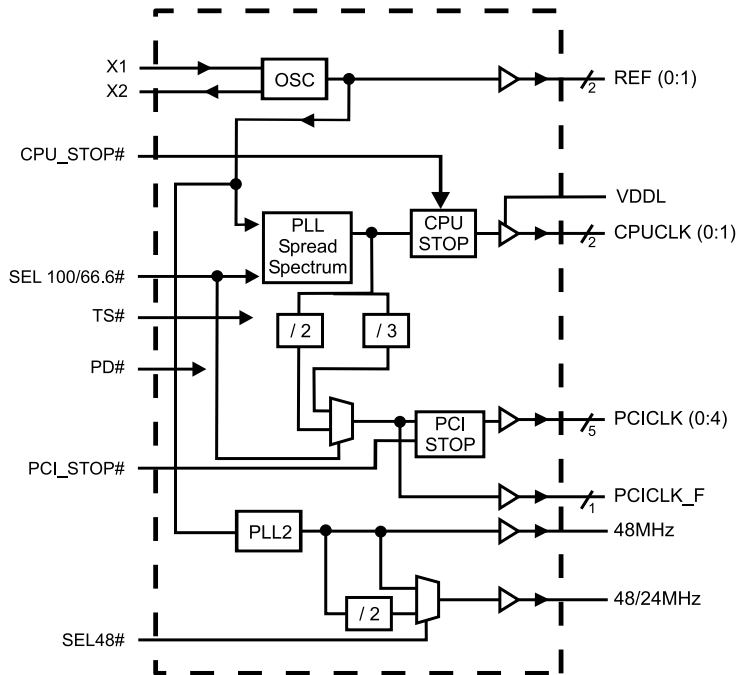 X1
X2
OSC
REF (0:1)
2
CPU_STOP#
VDDL
PLL
Spread
Spectrum
CPU
STOP
CPUCLK (0:1)
2
SEL 100/66.6#
TS#
/ 2
/ 3
PD#
PCI
STOP
PCICLK (0:4)
5
PCI_STOP#
PCICLK_F
1
PLL2
48MHz
/ 2
48/24MHz
SEL48#